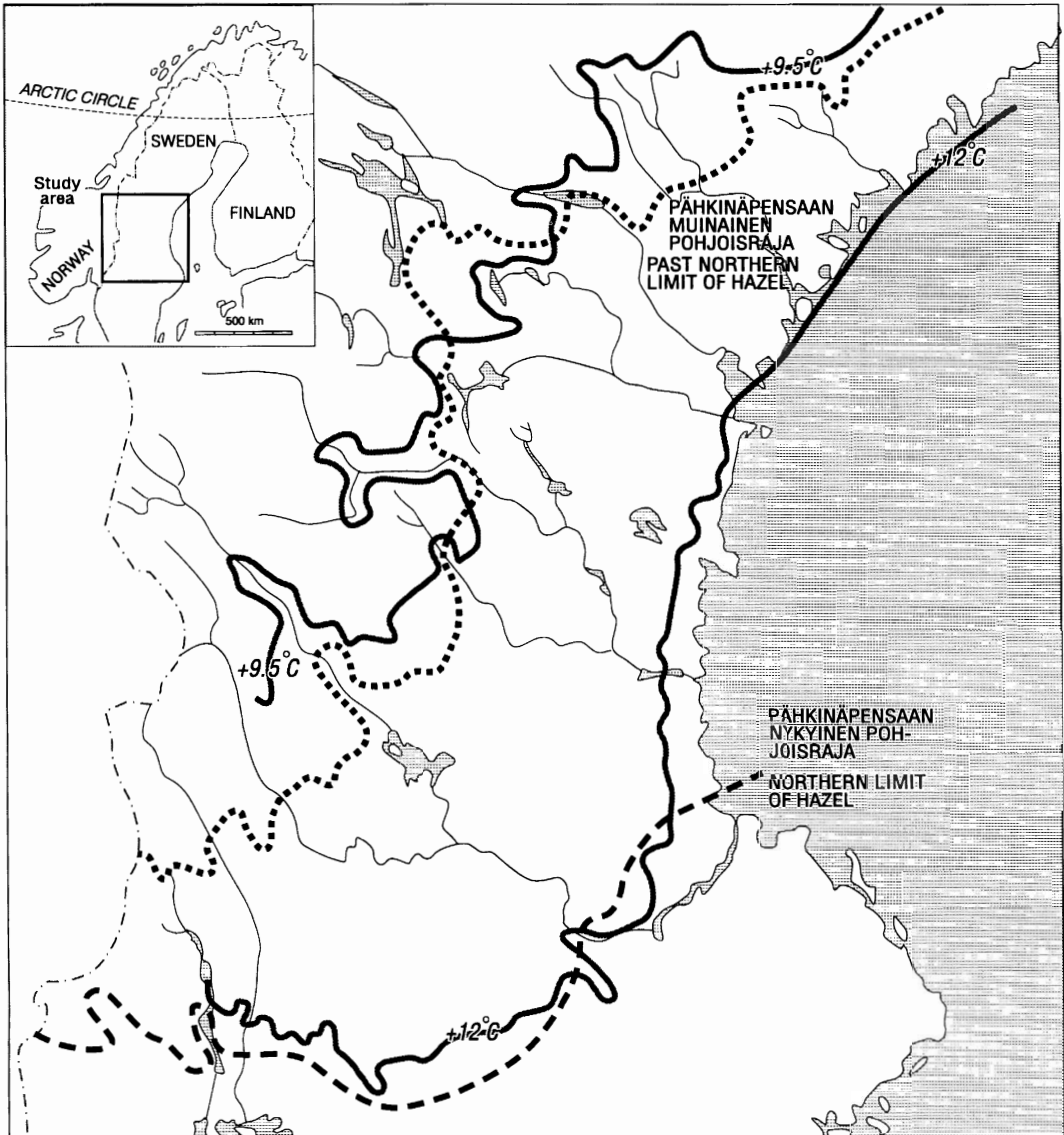 ARCTIC CIRCLE
SWEDEN
Study
area
FINLAND
NORWAY
500 km
+9.5°C
+12°C
PÄHKINÄPENSAAN
MUINAINEN
POHJOISRAJA
PAST NORTHERN
LIMIT OF HAZEL
+9.5°C
PÄHKINÄPENSAAN
NYKYINEN POH-
JOISRAJA
NORTHERN LIMIT
OF HAZEL
+12°C